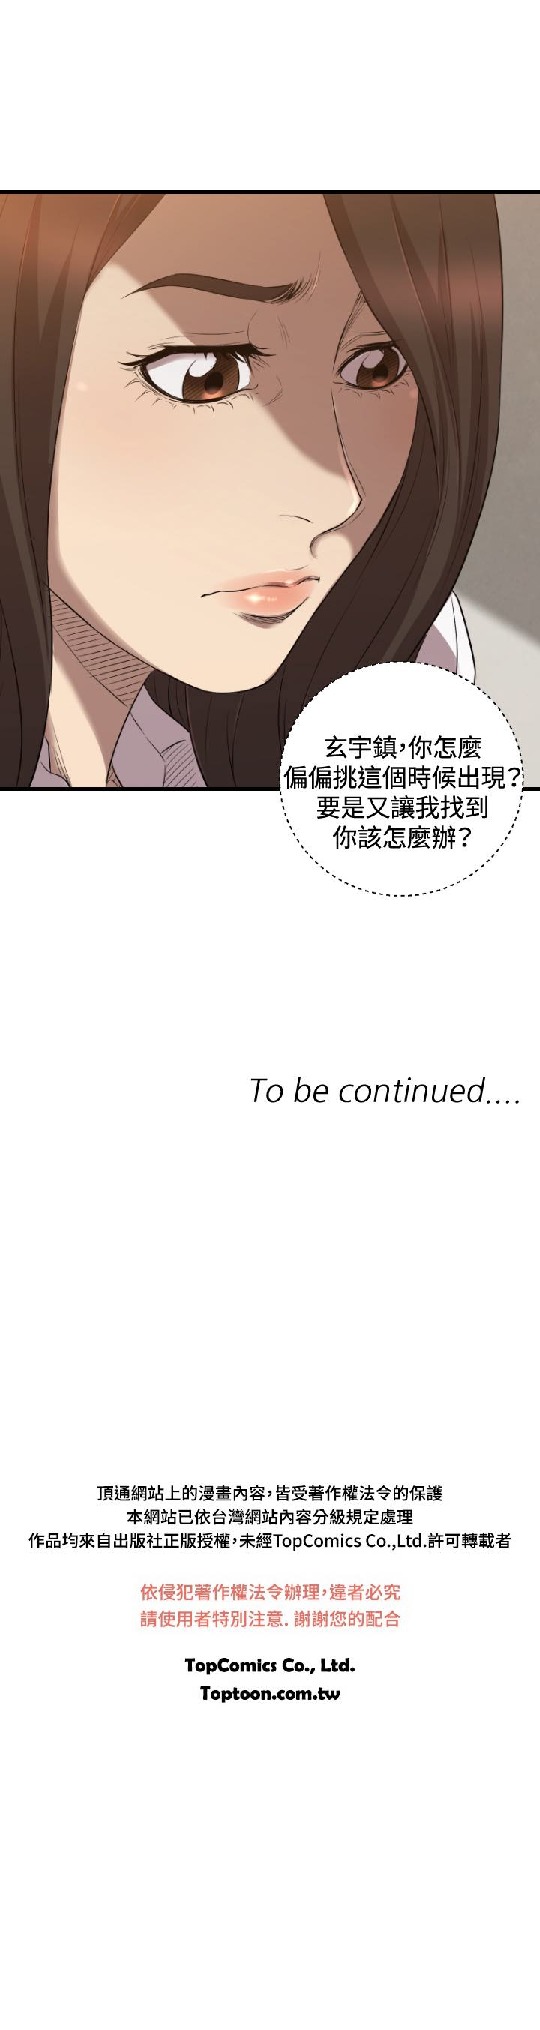 玄宇鎮,你怎麼
偏偏挑這個時候出現?
要是又讓我找到
你該怎麼辦?
To be continued....
頂通網站上的漫畫內容,皆受著作權法令的保護
本網站已依台灣網站內容分級規定處理
作品均來自出版社正版授權,未經TopComics Co.,Ltd.許可轉載者
依侵犯著作權法令辦理,違者必究
請使用者特別注意. 謝謝您的配合
TopComics Co., Ltd.
Toptoon.com.tw